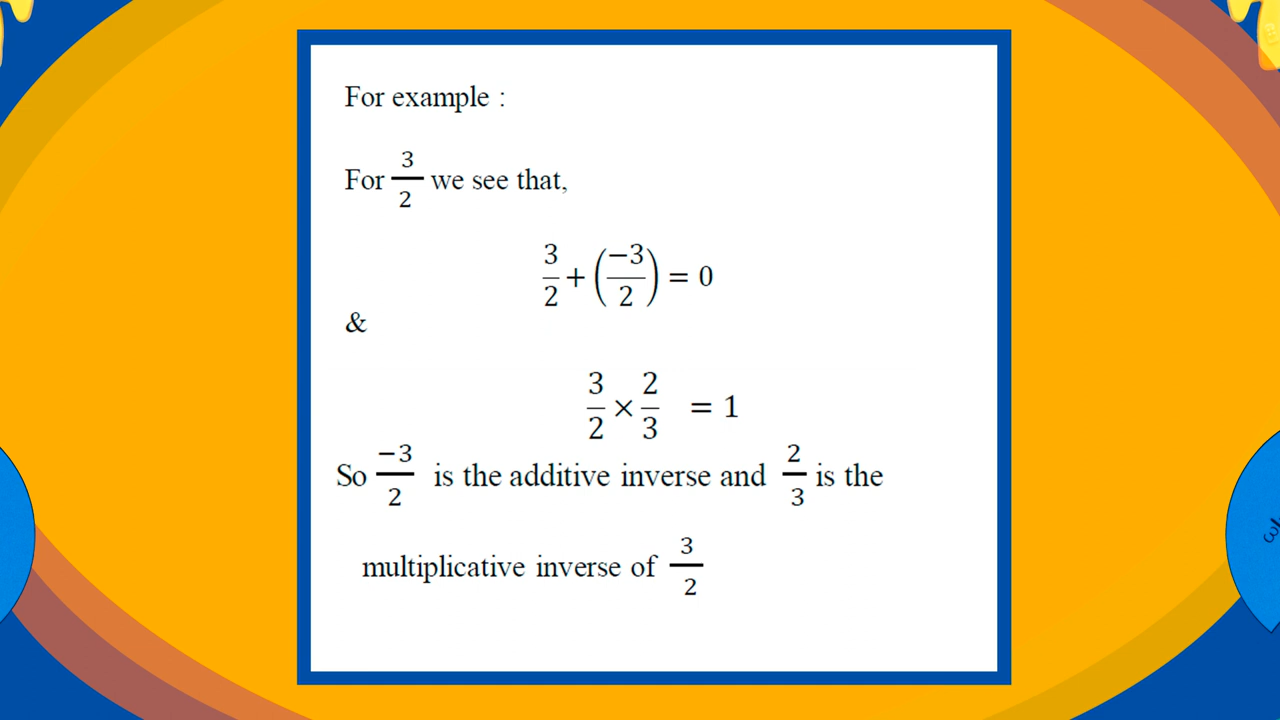 For example :
For 3/2 we see that,
3/2 + (−3/2) = 0
&
3/2 × 2/3 = 1
So −3/2 is the additive inverse and 2/3 is the
multiplicative inverse of 3/2